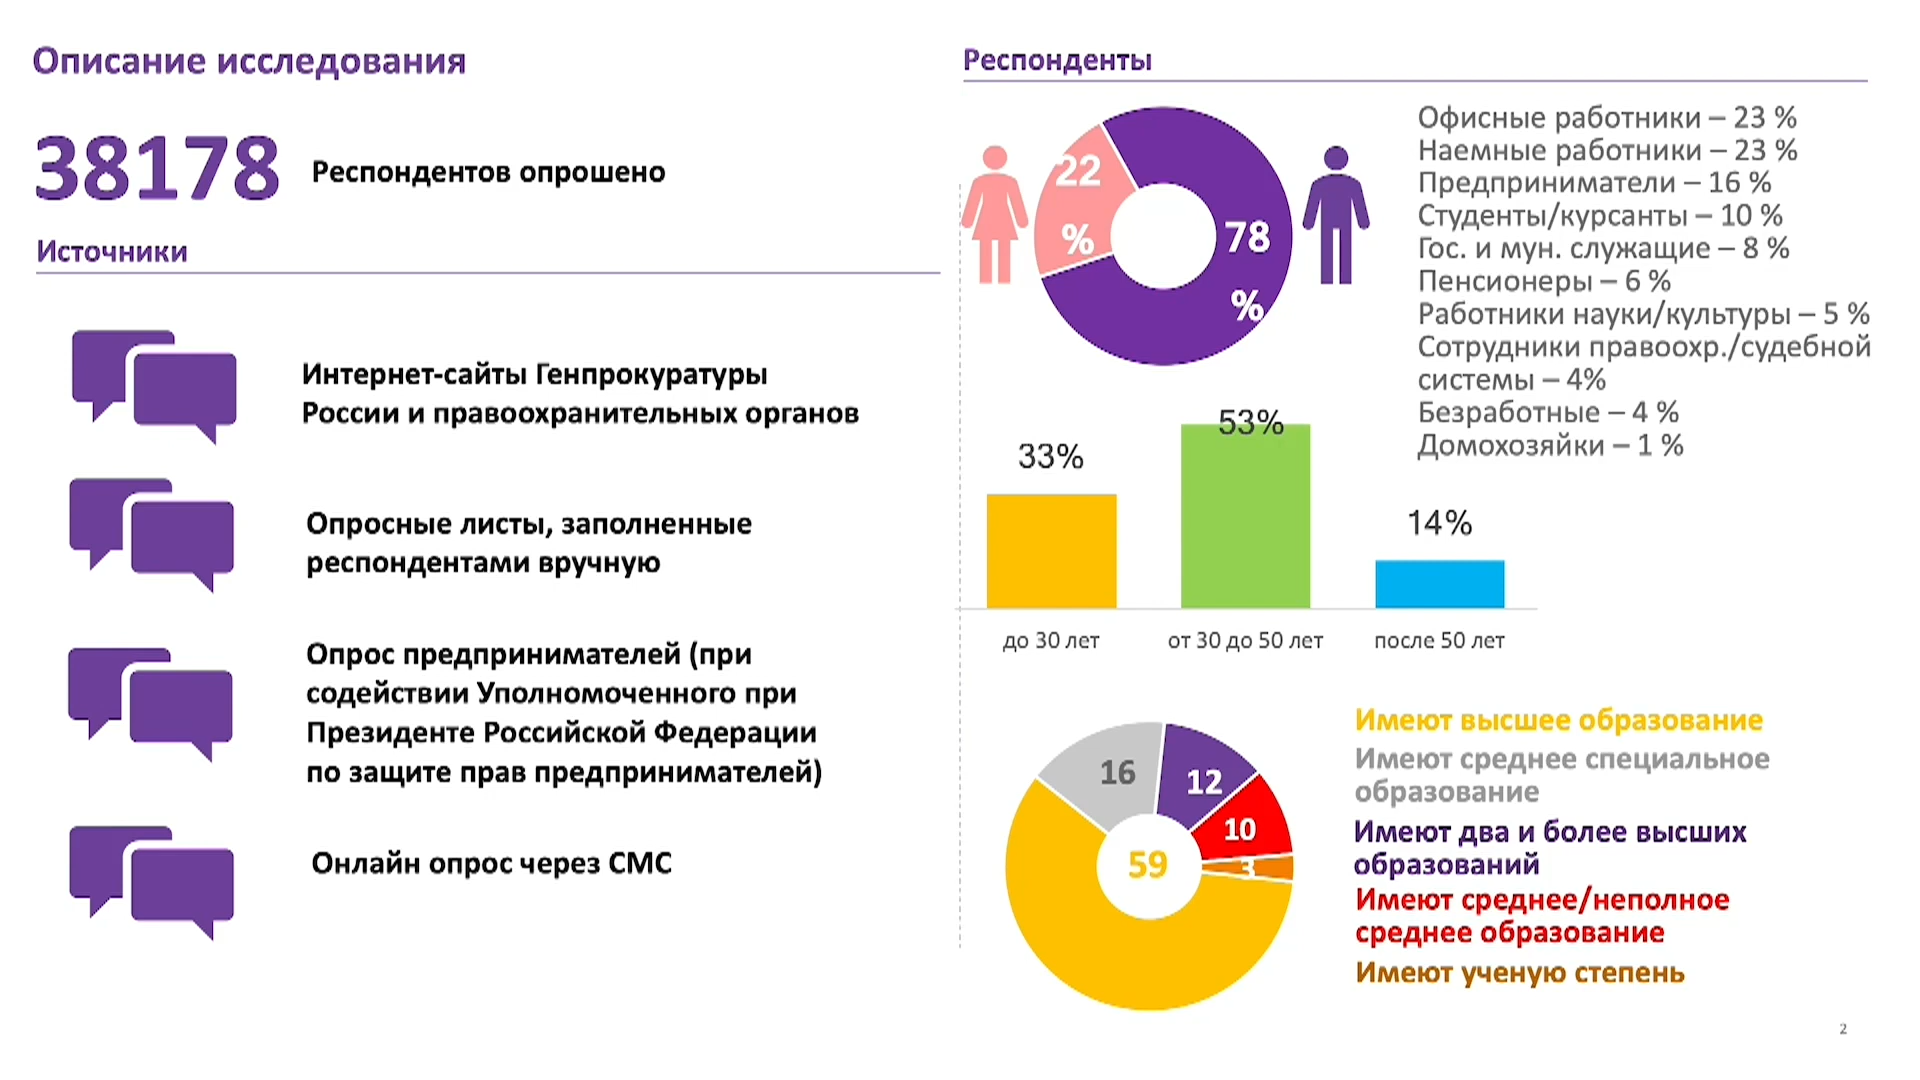 Описание исследования
38178
Респондентов опрошено
Источники
Интернет-сайты Генпрокуратуры
России и правоохранительных органов
Опросные листы, заполненные
респондентами вручную
Опрос предпринимателей (при
содействии Уполномоченного при
Президенте Российской Федерации
по защите прав предпринимателей)
Онлайн опрос через СМС
Респонденты
22
%
78
%
Офисные работники – 23 %
Наемные работники – 23 %
Предприниматели – 16 %
Студенты/курсанты – 10 %
Гос. и мун. служащие – 8 %
Пенсионеры – 6 %
Работники науки/культуры – 5 %
Сотрудники правоохр./судебной
системы – 4%
Безработные – 4 %
Домохозяйки – 1 %
33%
53%
14%
до 30 лет
от 30 до 50 лет
после 50 лет
16
12
10
3
59
Имеют высшее образование
Имеют среднее специальное
образование
Имеют два и более высших
образований
Имеют среднее/неполное
среднее образование
Имеют ученую степень
2